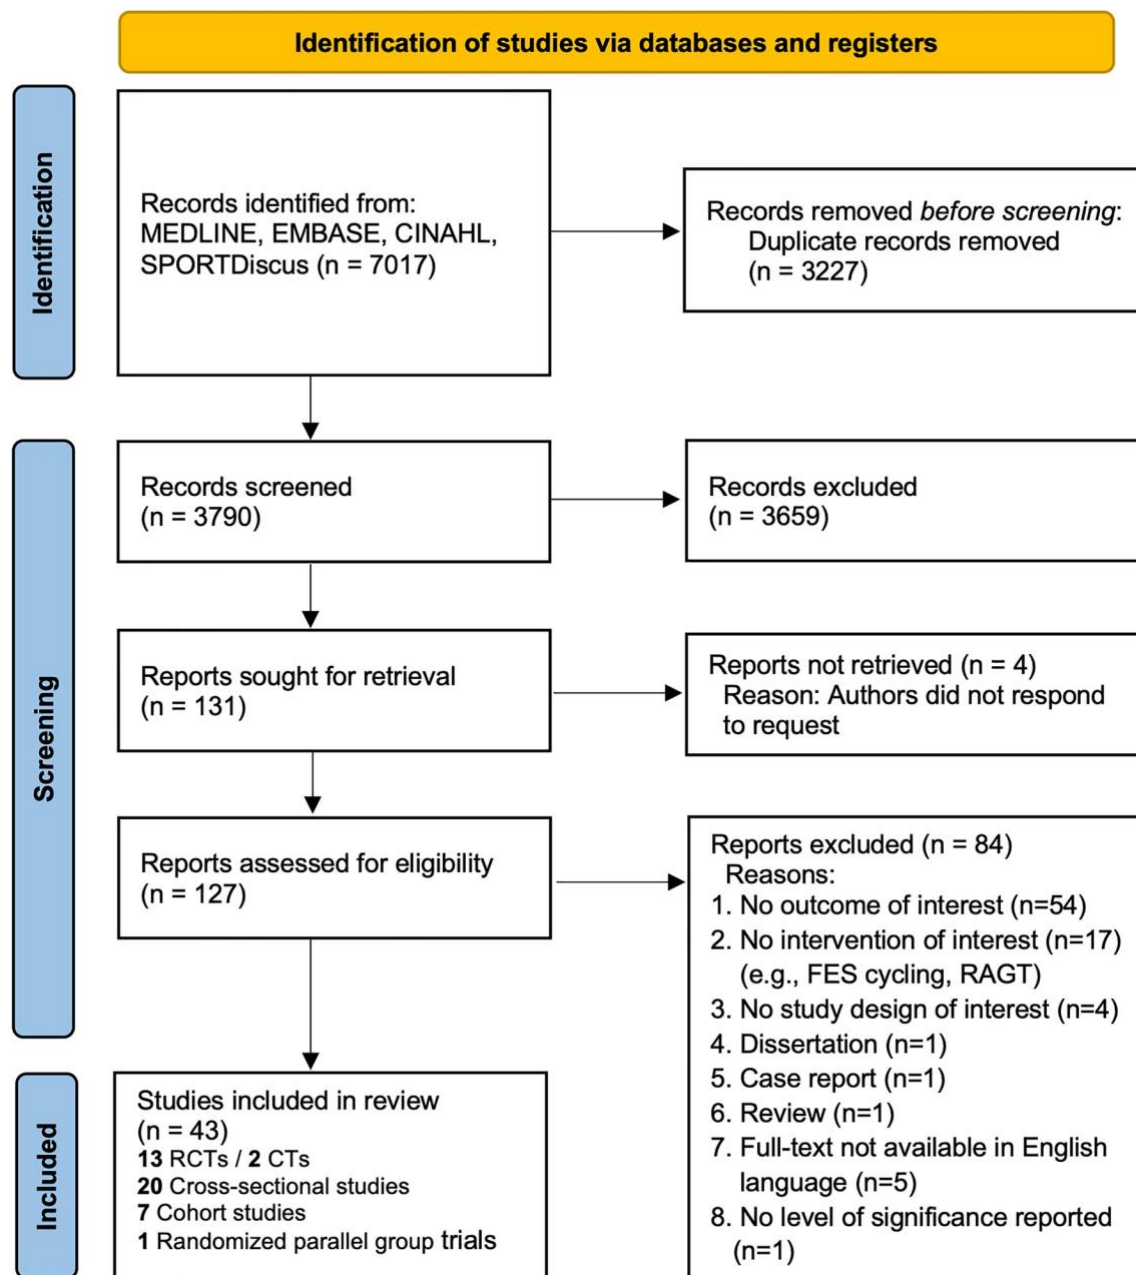 Identification of studies via databases and registers
Identification
Records identified from:
MEDLINE, EMBASE, CINAHL,
SPORTDiscus (n = 7017)
Records removed before screening:
Duplicate records removed
(n = 3227)
Screening
Records screened
(n = 3790)
Records excluded
(n = 3659)
Reports sought for retrieval
(n = 131)
Reports not retrieved (n = 4)
Reason: Authors did not respond
to request
Reports assessed for eligibility
(n = 127)
Reports excluded (n = 84)
Reasons:
1. No outcome of interest (n=54)
2. No intervention of interest (n=17)
(e.g., FES cycling, RAGT)
3. No study design of interest (n=4)
4. Dissertation (n=1)
5. Case report (n=1)
6. Review (n=1)
7. Full-text not available in English
language (n=5)
8. No level of significance reported
(n=1)
Included
Studies included in review
(n = 43)
13 RCTs / 2 CTs
20 Cross-sectional studies
7 Cohort studies
1 Randomized parallel group trials